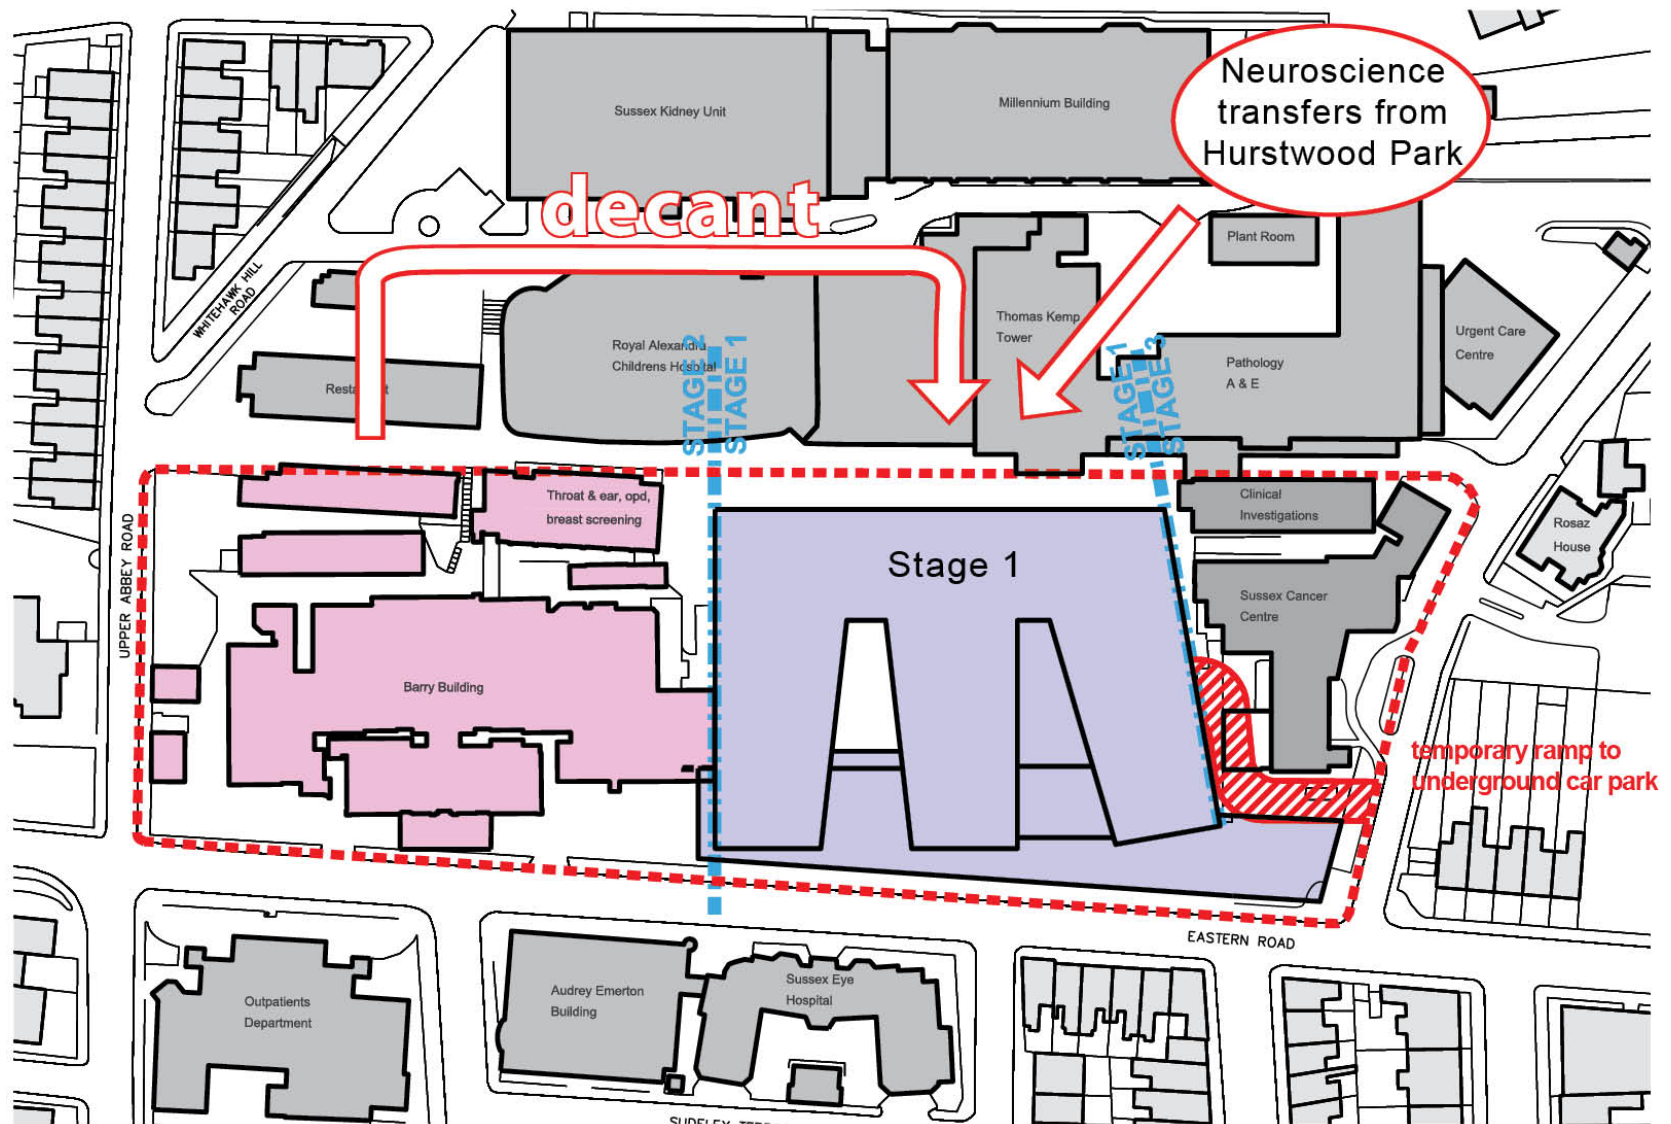 Neuroscience
transfers from
Hurstwood Park
Sussex Kidney Unit
Millennium Building
decant
Plant Room
WHITEHAWK HILL
ROAD
Thomas Kemp
Tower
Royal Alexandra
Childrens Hospital
STAGE 2
STAGE 1
STAGE 1
STAGE 3
Pathology
A & E
Urgent Care
Centre
UPPER ABBEY ROAD
Throat & ear, opd,
breast screening
Clinical
Investigations
Rosaz
House
Stage 1
Sussex Cancer
Centre
Barry Building
temporary ramp to
underground car park
EASTERN ROAD
Outpatients
Department
Audrey Emerton
Building
Sussex Eye
Hospital